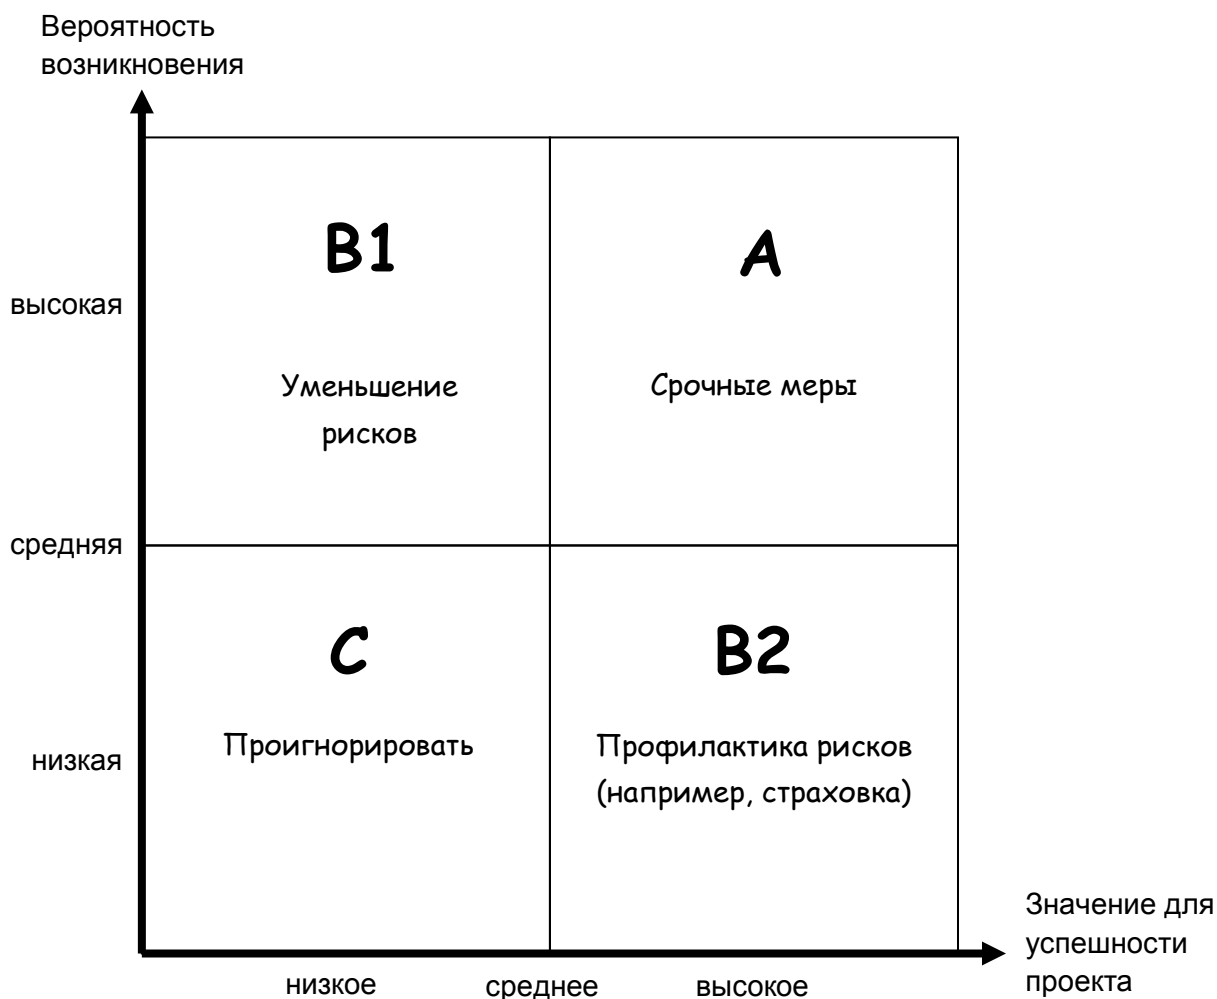 Вероятность
возникновения
B1
A
высокая
Уменьшение
рисков
Срочные меры
средняя
C
B2
Проигнорировать
Профилактика рисков
(например, страховка)
низкая
Значение для
успешности
проекта
низкое
среднее
высокое